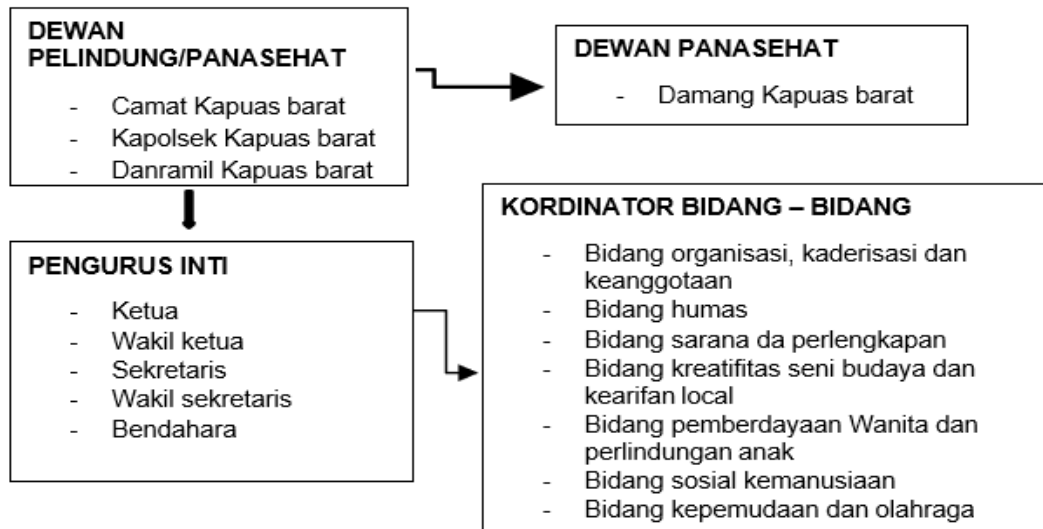 DEWAN
PELINDUNG/PANASEHAT
- Camat Kapuas barat
- Kapolsek Kapuas barat
- Danramil Kapuas barat
DEWAN PANASEHAT
- Damang Kapuas barat
PENGURUS INTI
- Ketua
- Wakil ketua
- Sekretaris
- Wakil sekretaris
- Bendahara
KORDINATOR BIDANG – BIDANG
- Bidang organisasi, kaderisasi dan
keanggotaan
- Bidang humas
- Bidang sarana da perlengkapan
- Bidang kreatifitas seni budaya dan
kearifan local
- Bidang pemberdayaan Wanita dan
perlindungan anak
- Bidang sosial kemanusiaan
- Bidang kepemudaan dan olahraga